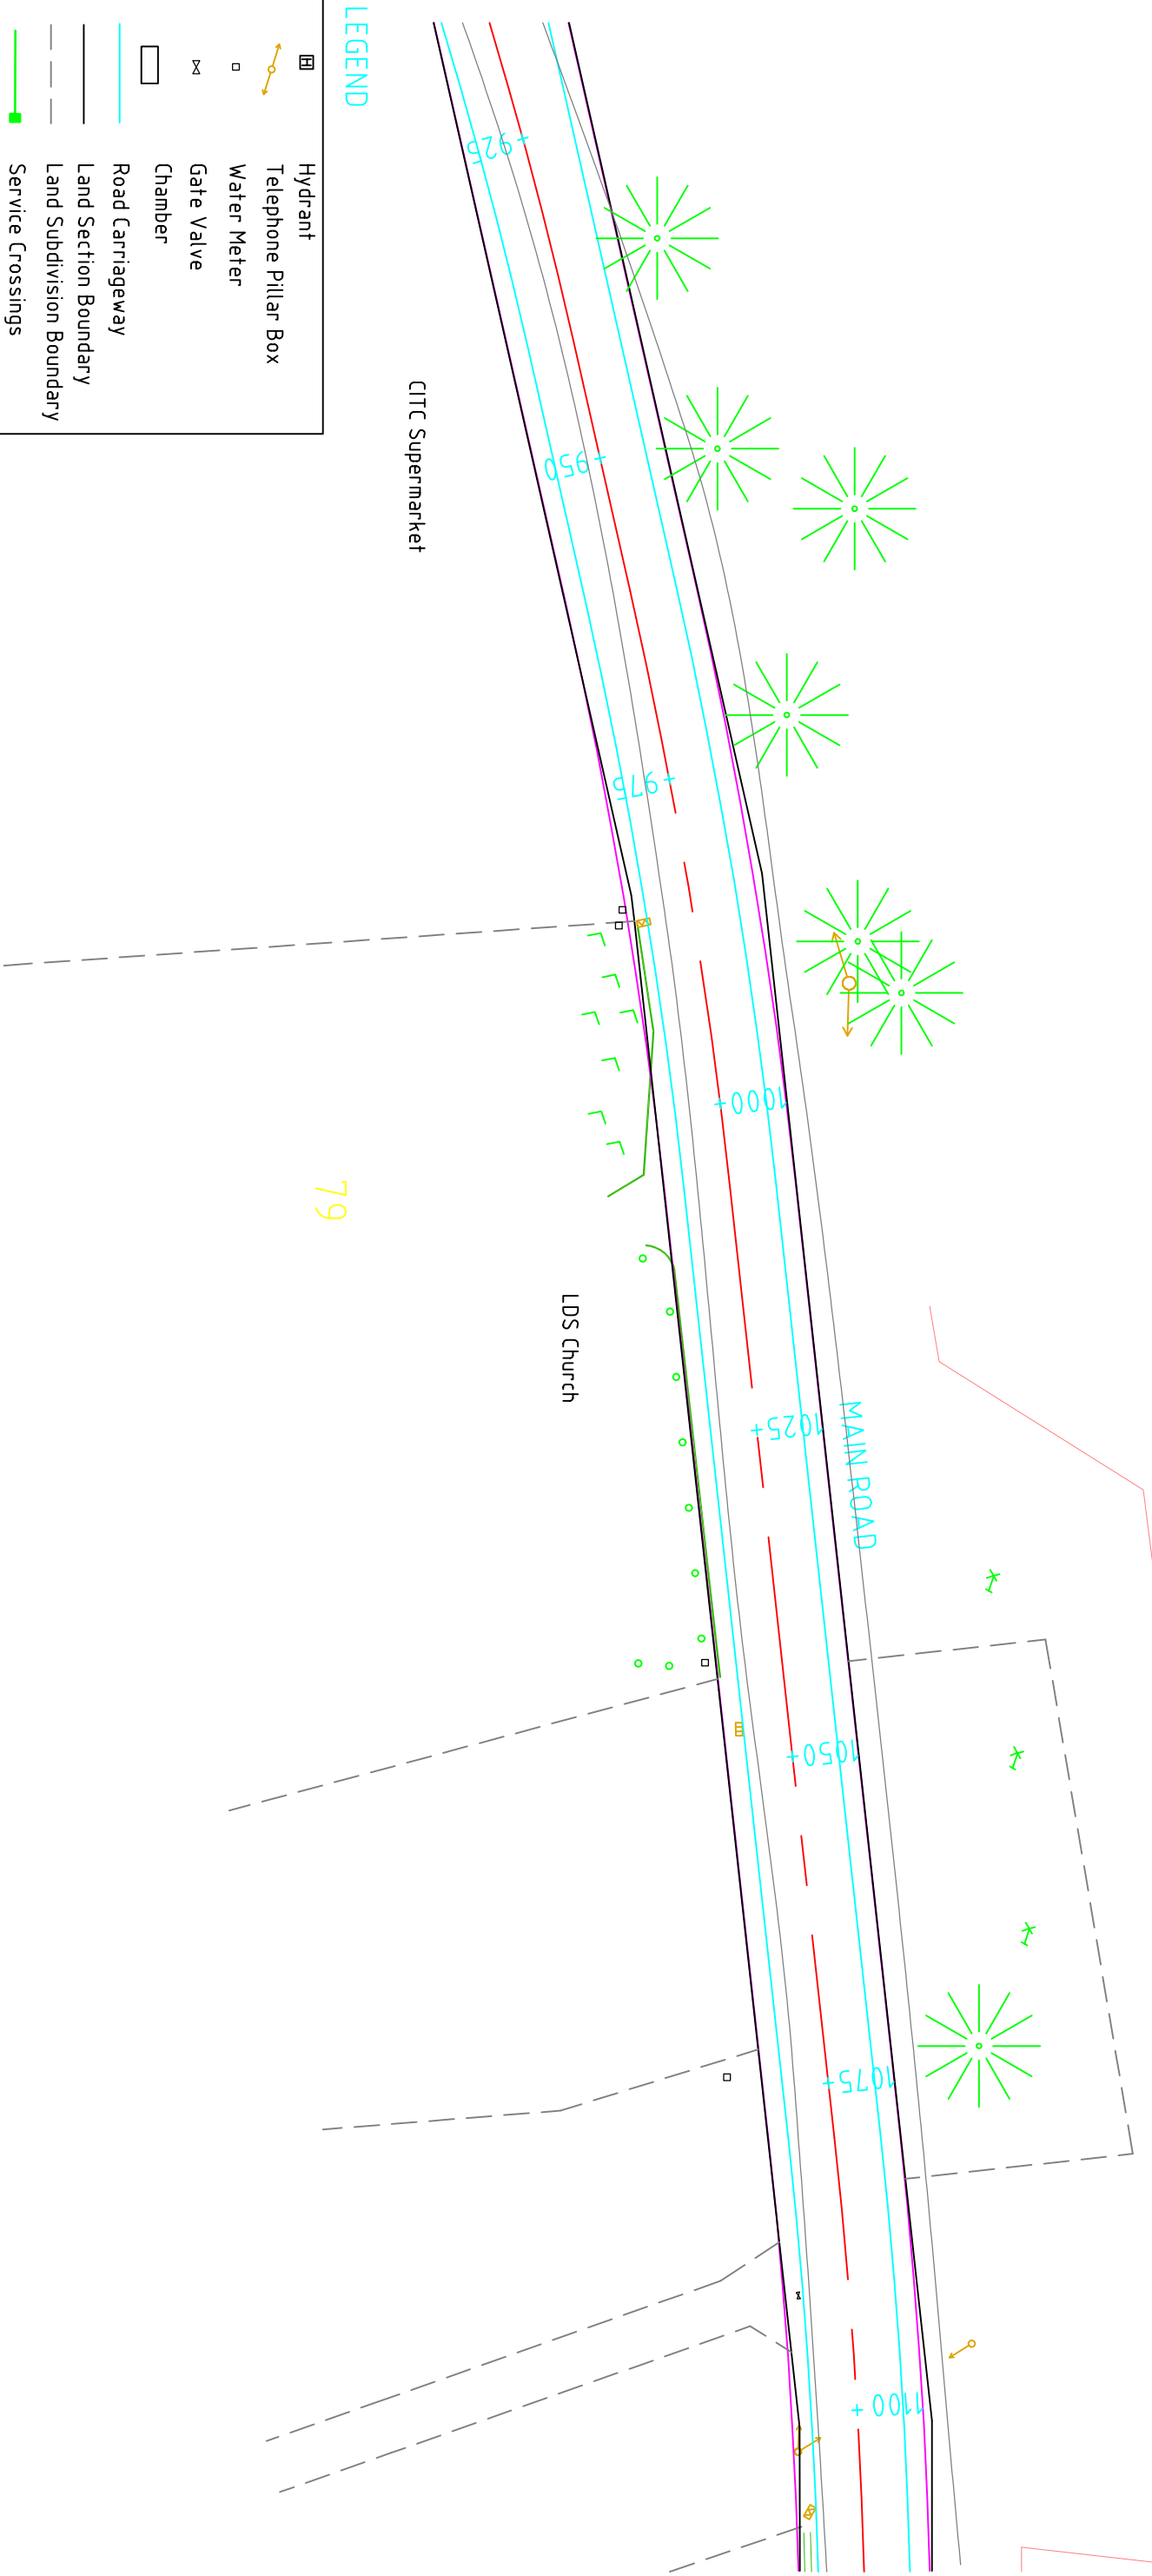 LEGEND
Hydrant
Telephone Pillar Box
Water Meter
Gate Valve
Chamber
Road Carriageway
Land Section Boundary
Land Subdivision Boundary
Service Crossings
CITC Supermarket
LDS Church
79
MAIN ROAD
+925
+950
+975
1000+
1025+
1050+
1075+
1100+